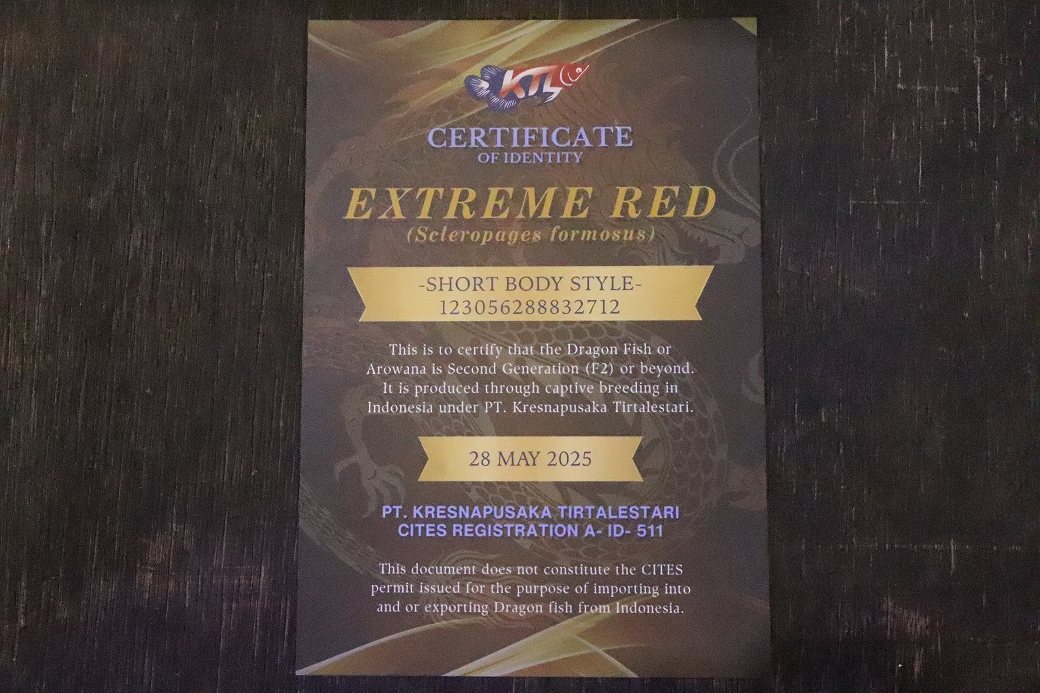 KTL
CERTIFICATE
OF IDENTITY
EXTREME RED
(Scleropages formosus)
-SHORT BODY STYLE-
123056288832712
This is to certify that the Dragon Fish or
Arowana is Second Generation (F2) or beyond.
It is produced through captive breeding in
Indonesia under PT. Kresnapusaka Tirtalestari.
28 MAY 2025
PT. KRESNAPUSAKA TIRTALESTARI
CITES REGISTRATION A- ID- 511
This document does not constitute the CITES
permit issued for the purpose of importing into
and or exporting Dragon fish from Indonesia.